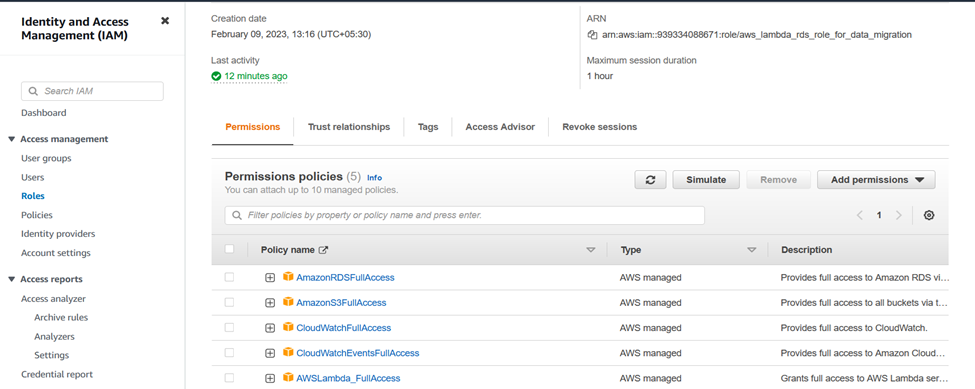 Identity and Access
Management (IAM)
Search IAM
Dashboard
Access management
User groups
Users
Roles
Policies
Identity providers
Account settings
Access reports
Access analyzer
Archive rules
Analyzers
Settings
Credential report
Creation date
February 09, 2023, 13:16 (UTC+05:30)
Last activity
12 minutes ago
ARN
arn:aws:iam::939334088671:role/aws_lambda_rds_role_for_data_migration
Maximum session duration
1 hour
Permissions Trust relationships Tags Access Advisor Revoke sessions
Permissions policies (5) Info
You can attach up to 10 managed policies.
Simulate Remove Add permissions
Filter policies by property or policy name and press enter.
1
Policy name Type Description
AmazonRDSFullAccess AWS managed Provides full access to Amazon RDS vi...
AmazonS3FullAccess AWS managed Provides full access to all buckets via t...
CloudWatchFullAccess AWS managed Provides full access to CloudWatch.
CloudWatchEventsFullAccess AWS managed Provides full access to Amazon Cloud...
AWSLambda_FullAccess AWS managed Grants full access to AWS Lambda ser...